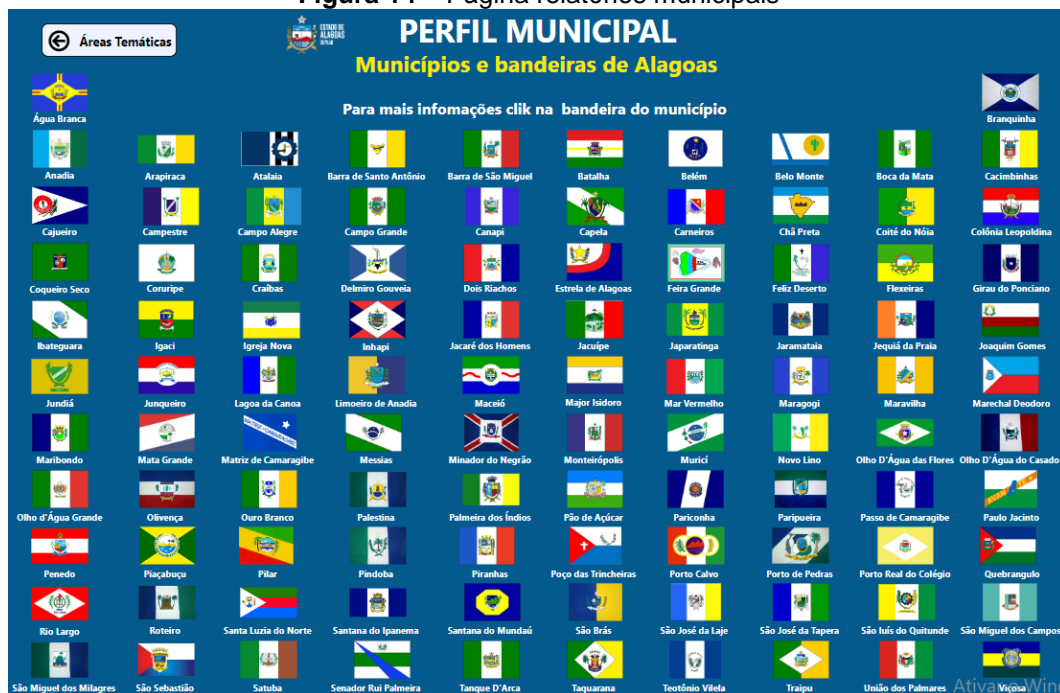 Figura 14 – Página relatórios municipais
Áreas Temáticas
ESTADO DE
ALAGOAS
PERFIL MUNICIPAL
Municípios e bandeiras de Alagoas
Para mais infomações clik na bandeira do município
Água Branca Branquinha
Anadia Arapiraca Atalaia Barra de Santo Antônio Barra de São Miguel Batalha Belém Belo Monte Boca da Mata Cacimbinhas
Cajueiro Campestre Campo Alegre Campo Grande Canapi Capela Carneiros Chã Preta Coité do Nóia Colônia Leopoldina
Coqueiro Seco Coruripe Craíbas Delmiro Gouveia Dois Riachos Estrela de Alagoas Feira Grande Feliz Deserto Flexeiras Girau do Ponciano
Ibateguara Igaci Igreja Nova Inhapi Jacaré dos Homens Jacuípe Japaratinga Jaramataia Jequiá da Praia Joaquim Gomes
Jundiá Junqueiro Lagoa da Canoa Limoeiro de Anadia Maceió Major Isidoro Mar Vermelho Maragogi Maravilha Marechal Deodoro
Maribondo Mata Grande Matriz de Camaragibe Messias Minador do Negrão Monteirópolis Murici Novo Lino Olho D'Água das Flores Olho D'Água do Casado
Olho d'Água Grande Olivença Ouro Branco Palestina Palmeira dos Índios Pão de Açúcar Pariconha Paripueira Passo de Camaragibe Paulo Jacinto
Penedo Piaçabuçu Pilar Pindoba Piranhas Poço das Trincheiras Porto Calvo Porto de Pedras Porto Real do Colégio Quebrangulo
Rio Largo Roteiro Santa Luzia do Norte Santana do Ipanema Santana do Mundaú São Brás São José da Laje São José da Tapera São luís do Quitunde São Miguel dos Campos
São Miguel dos Milagres São Sebastião Satuba Senador Rui Palmeira Tanque D'Arca Taquarana Teotônio Vilela Traipu União dos Palmares Viçosa